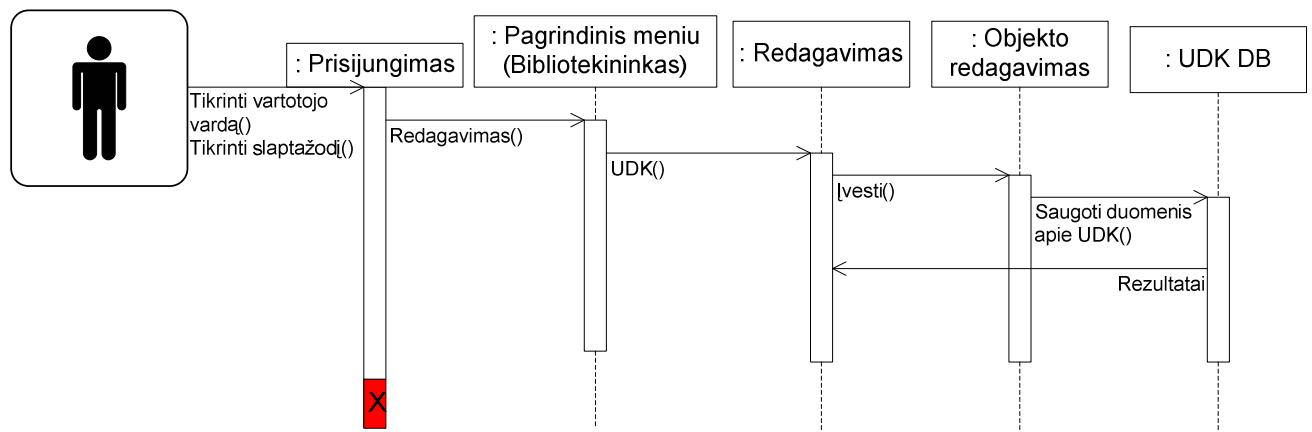 : Prisijungimas
: Pagrindinis meniu
(Bibliotekininkas)
: Redagavimas
: Objekto
redagavimas
: UDK DB
Tikrinti vartotojo
vardą()
Tikrinti slaptažodį()
Redagavimas()
UDK()
Įvesti()
Saugoti duomenis
apie UDK()
Rezultatai
X